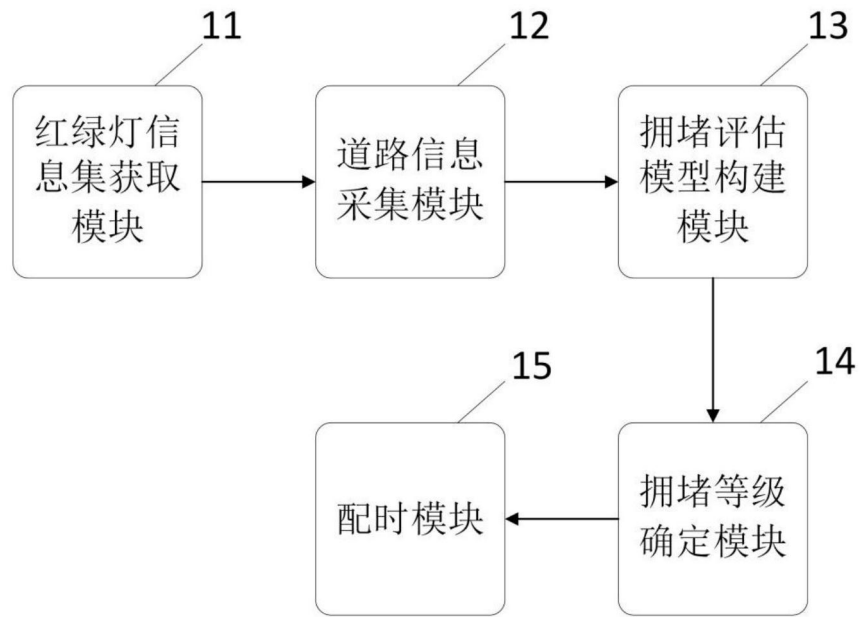 11
红绿灯信
息集获取
模块
12
道路信息
采集模块
13
拥堵评估
模型构建
模块
14
拥堵等级
确定模块
15
配时模块